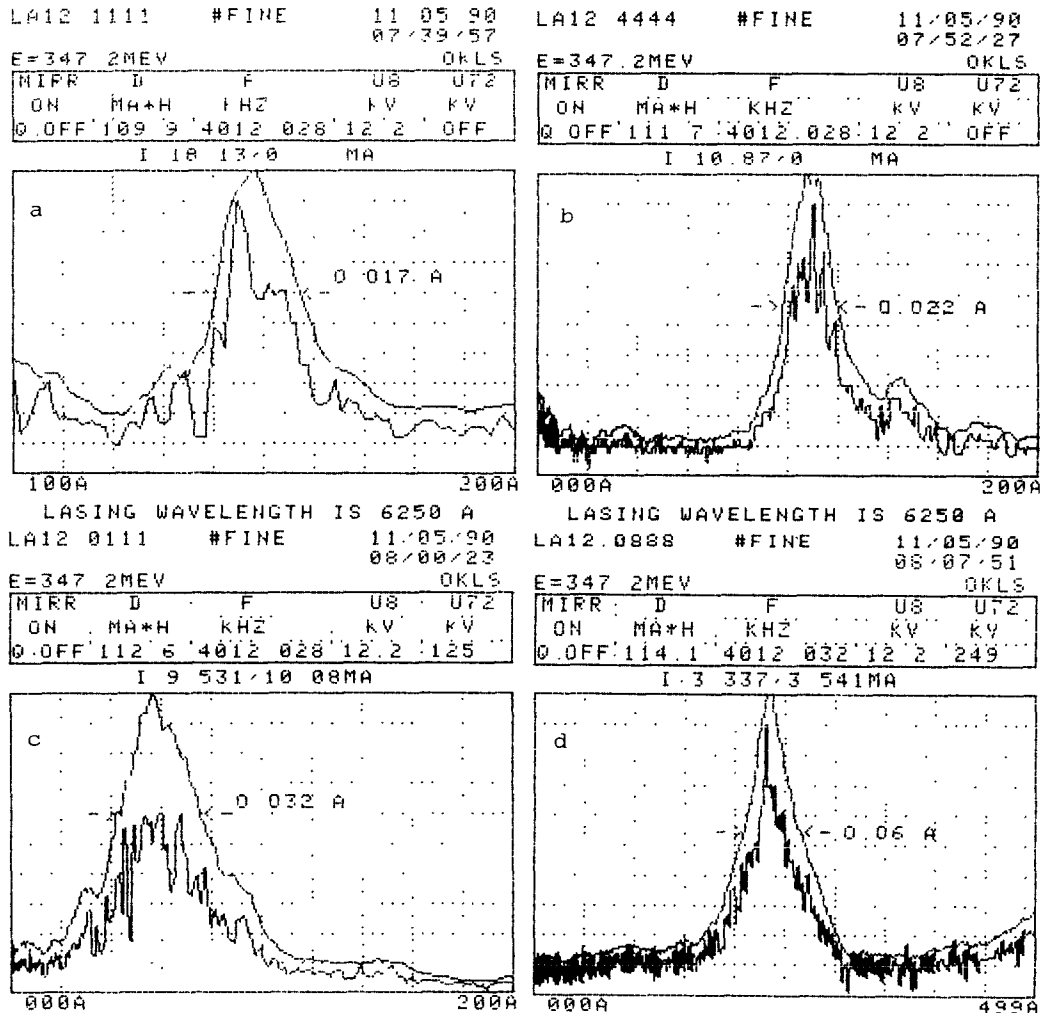 LA12 1111 #FINE 11 05 90
07/39/57
E=347 2MEV OKLS
MIRR D F U8 U72
ON MA*H KHZ KV KV
Q.OFF 109 9 4012 028 12 2 OFF
I 18 13/0 MA
a
0 017 A
100A 200A
LASING WAVELENGTH IS 6250 A
LA12 4444 #FINE 11/05/90
07/52/27
E=347.2MEV OKLS
MIRR D F U8 U72
ON MA*H KHZ KV KV
Q OFF 111 7 4012.028 12 2 OFF
I 10.87/0 MA
b
0.022 A
000A 200A
LASING WAVELENGTH IS 6250 A
LA12 0111 #FINE 11/05/90
08/00/23
E=347 2MEV OKLS
MIRR D F U8 U72
ON MA*H KHZ KV KV
Q.OFF 112 6 4012 028 12.2 125
I 9 531/10 08MA
c
0 032 A
000A 200A
LA12.0888 #FINE 11/05/90
08/07/51
E=347 2MEV OKLS
MIRR D F U8 U72
ON MA*H KHZ KV KV
Q.OFF 114.1 4012 032 12 2 249
I 3 337/3 541MA
d
0.06 A
000A 499A